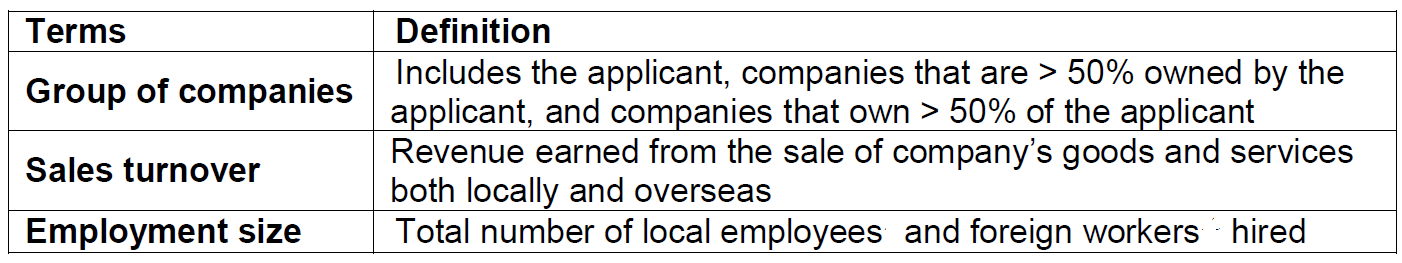 Terms Definition
Group of companies Includes the applicant, companies that are > 50% owned by the
applicant, and companies that own > 50% of the applicant
Sales turnover Revenue earned from the sale of company's goods and services
both locally and overseas
Employment size Total number of local employees and foreign workers hired